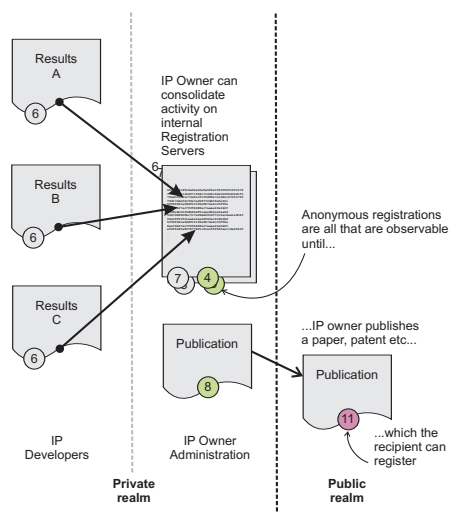 Results
A
6
Results
B
6
Results
C
6
IP Owner can
consolidate
activity on
internal
Registration
Servers
6
7
4
Anonymous registrations
are all that are observable
until...
Publication
8
...IP owner publishes
a paper, patent etc...
Publication
11
...which the
recipient can
register
IP
Developers
IP Owner
Administration
Private
realm
Public
realm